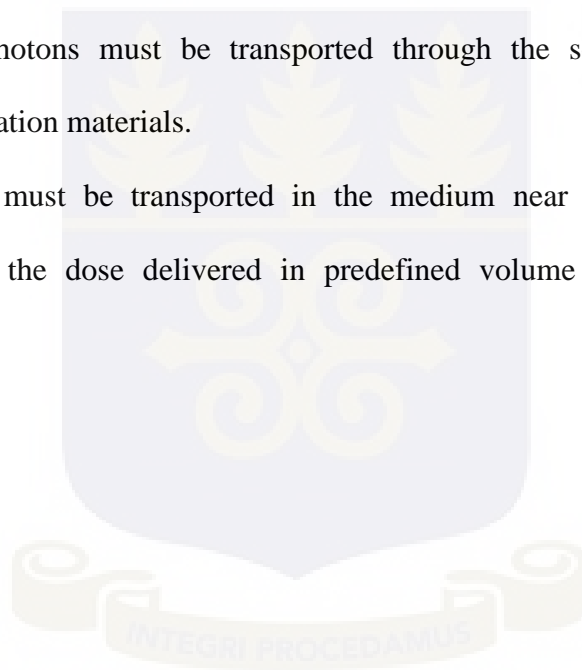 hotons must be transported through the s
ation materials.
must be transported in the medium near
the dose delivered in predefined volume
INTEGRI PROCEDAMUS